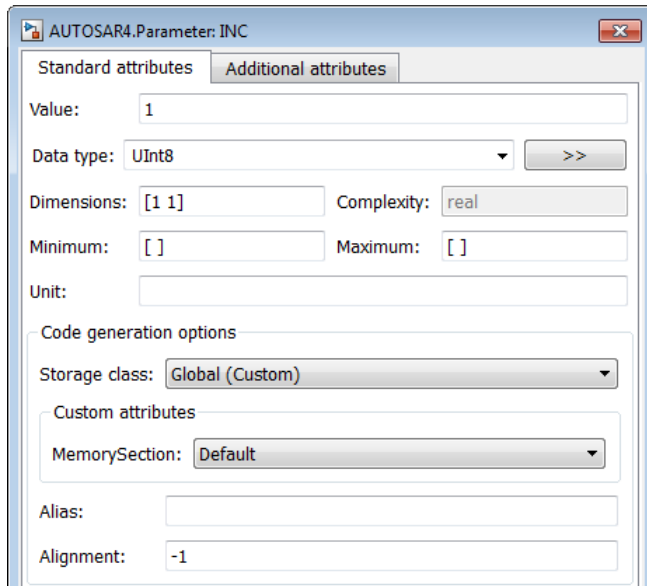 AUTOSAR4.Parameter: INC
Standard attributes Additional attributes
Value: 1
Data type: UInt8 >>
Dimensions: [1 1] Complexity: real
Minimum: [ ] Maximum: [ ]
Unit:
Code generation options
Storage class: Global (Custom)
Custom attributes
MemorySection: Default
Alias:
Alignment: -1